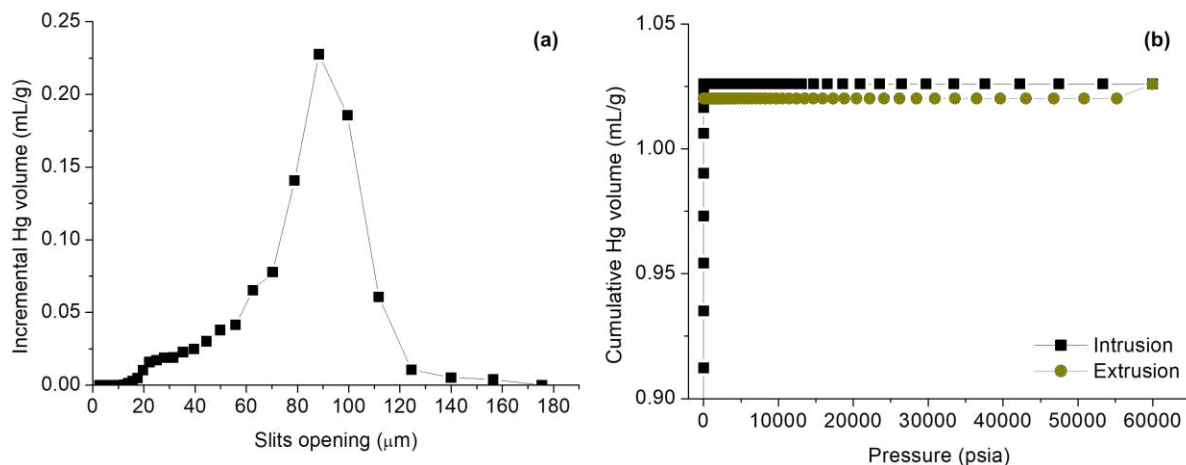 (a)
Incremental Hg volume (mL/g)
0.25
0.20
0.15
0.10
0.05
0.00
0 20 40 60 80 100 120 140 160 180
Slits opening (μm)
(b)
Cumulative Hg volume (mL/g)
1.05
1.00
0.95
0.90
Intrusion
Extrusion
0 10000 20000 30000 40000 50000 60000
Pressure (psia)